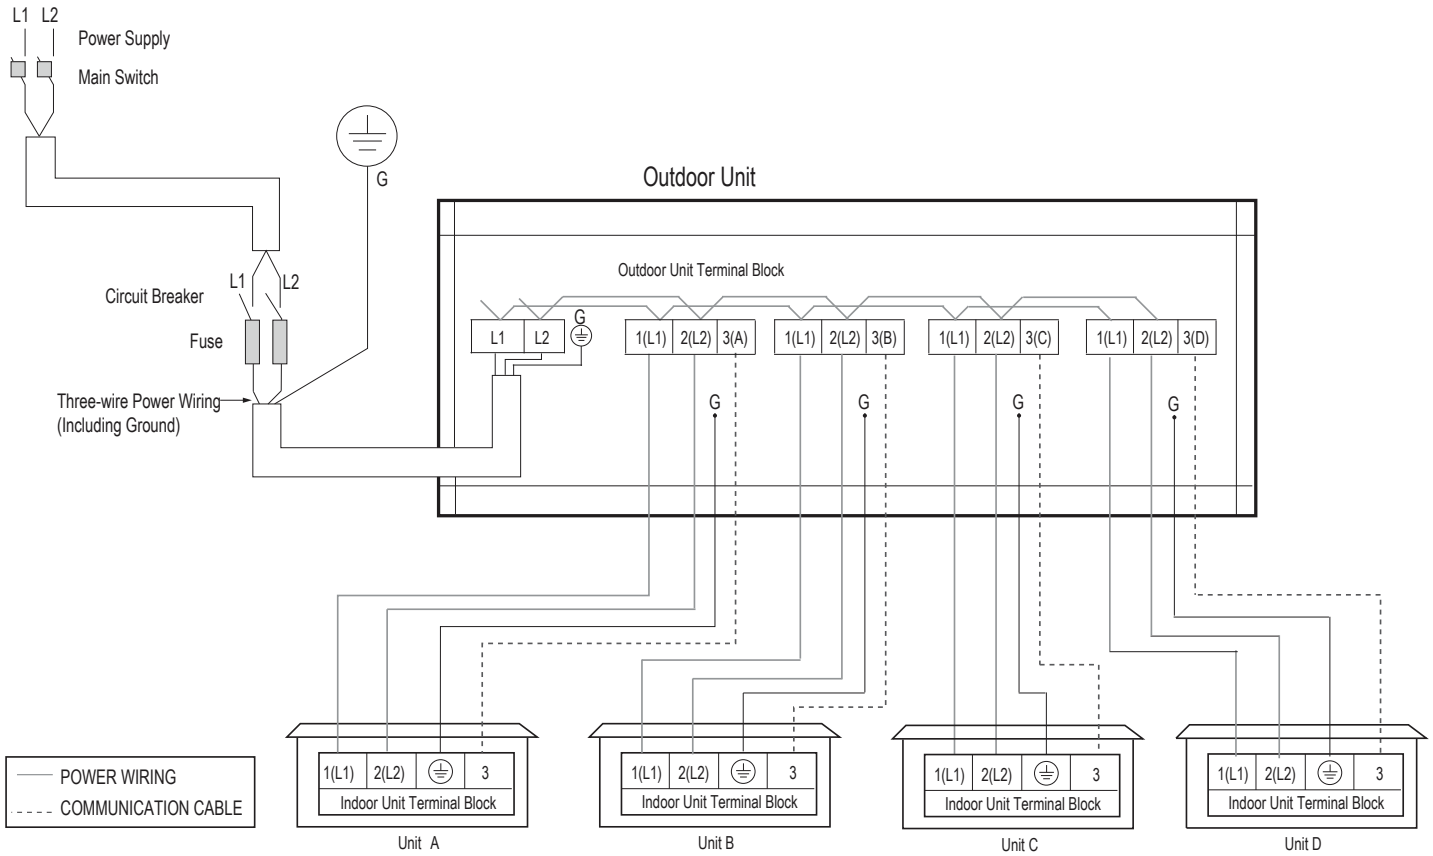 L1 L2
Power Supply
Main Switch
G
Outdoor Unit
Outdoor Unit Terminal Block
L1 L2
Circuit Breaker
Fuse
G
L1 L2
1(L1) 2(L2) 3(A)
1(L1) 2(L2) 3(B)
1(L1) 2(L2) 3(C)
1(L1) 2(L2) 3(D)
Three-wire Power Wiring
(Including Ground)
G
G
G
G
1(L1) 2(L2) 3
Indoor Unit Terminal Block
Unit A
1(L1) 2(L2) 3
Indoor Unit Terminal Block
Unit B
1(L1) 2(L2) 3
Indoor Unit Terminal Block
Unit C
1(L1) 2(L2) 3
Indoor Unit Terminal Block
Unit D
POWER WIRING
COMMUNICATION CABLE